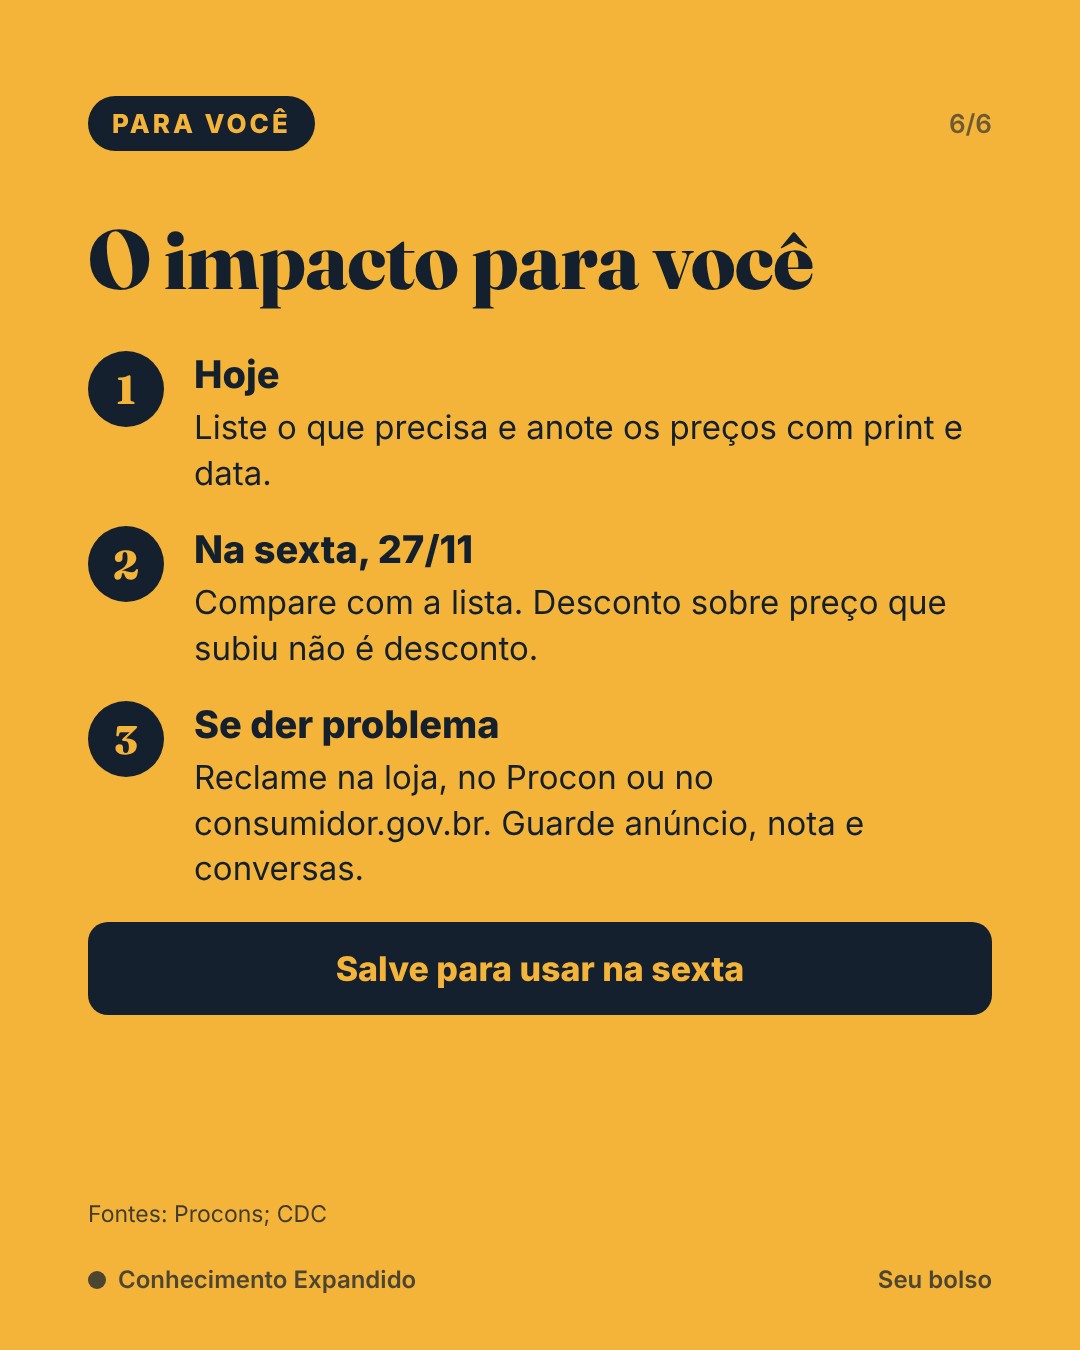 PARA VOCÊ
6/6
O impacto para você
1
Hoje
Liste o que precisa e anote os preços com print e
data.
2
Na sexta, 27/11
Compare com a lista. Desconto sobre preço que
subiu não é desconto.
3
Se der problema
Reclame na loja, no Procon ou no
consumidor.gov.br. Guarde anúncio, nota e
conversas.
Salve para usar na sexta
Fontes: Procons; CDC
Conhecimento Expandido
Seu bolso